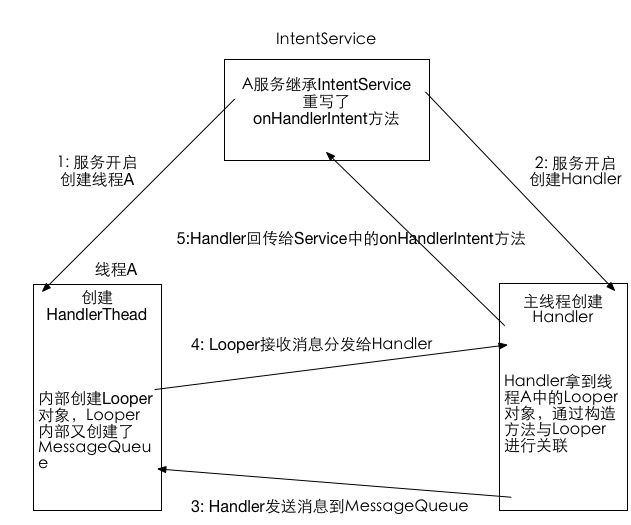 IntentService
A服务继承IntentService
重写了
onHandlerIntent方法
1: 服务开启
创建线程A
2: 服务开启
创建Handler
5:Handler回传给Service中的onHandlerIntent方法
线程A
创建
HandlerThead
主线程创建
Handler
4: Looper接收消息分发给Handler
内部创建Looper
对象，Looper
内部又创建了
MessageQueu
e
Handler拿到线
程A中的Looper
对象，通过构造
方法与Looper
进行关联
3: Handler发送消息到MessageQueue